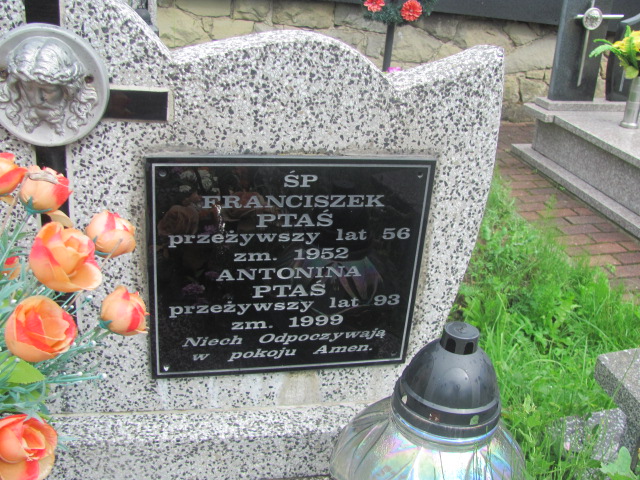 ŚP
FRANCISZEK
PTAŚ
przeżywszy lat 56
zm. 1952
ANTONINA
PTAŚ
przeżywszy lat 93
zm. 1999
Niech Odpoczywają
w pokoju Amen.